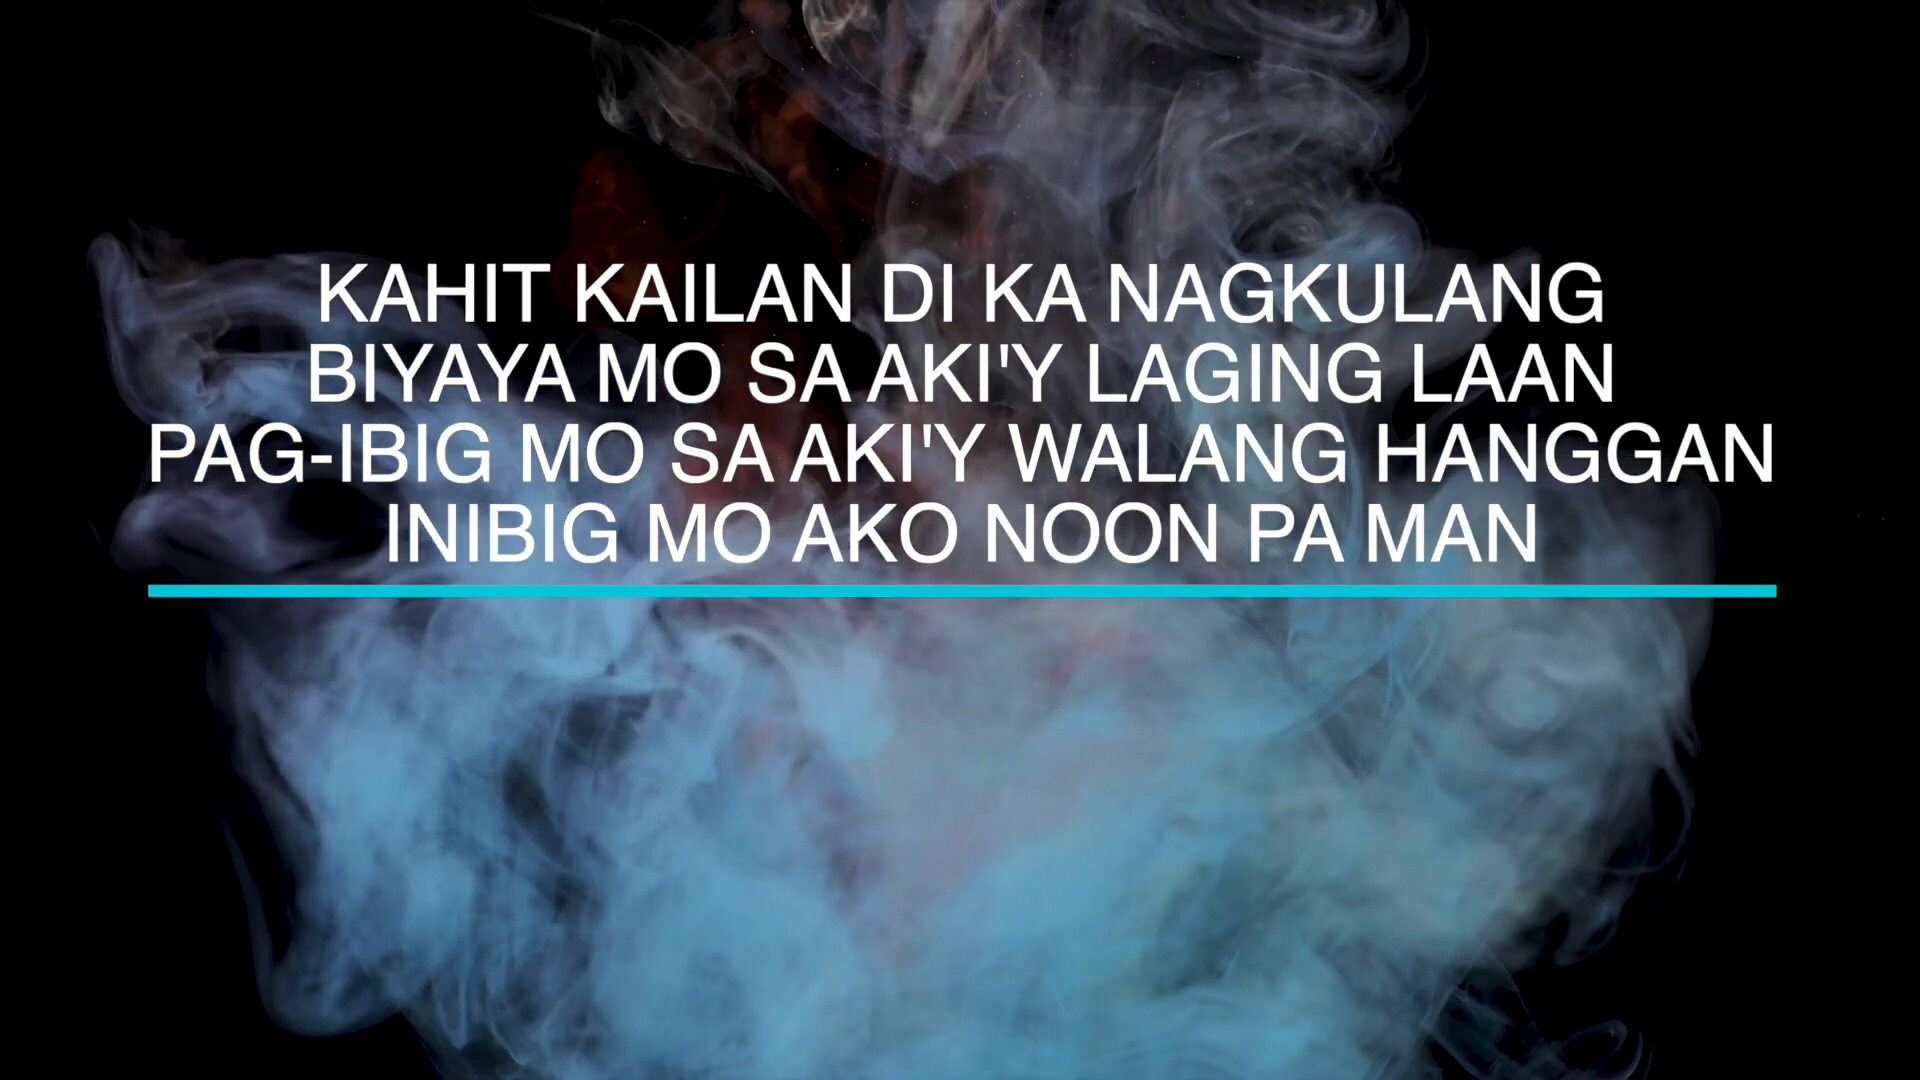 KAHIT KAILAN DI KA NAGKULANG
BIYAYA MO SA AKI'Y LAGING LAAN
PAG-IBIG MO SA AKI'Y WALANG HANGGAN
INIBIG MO AKO NOON PA MAN